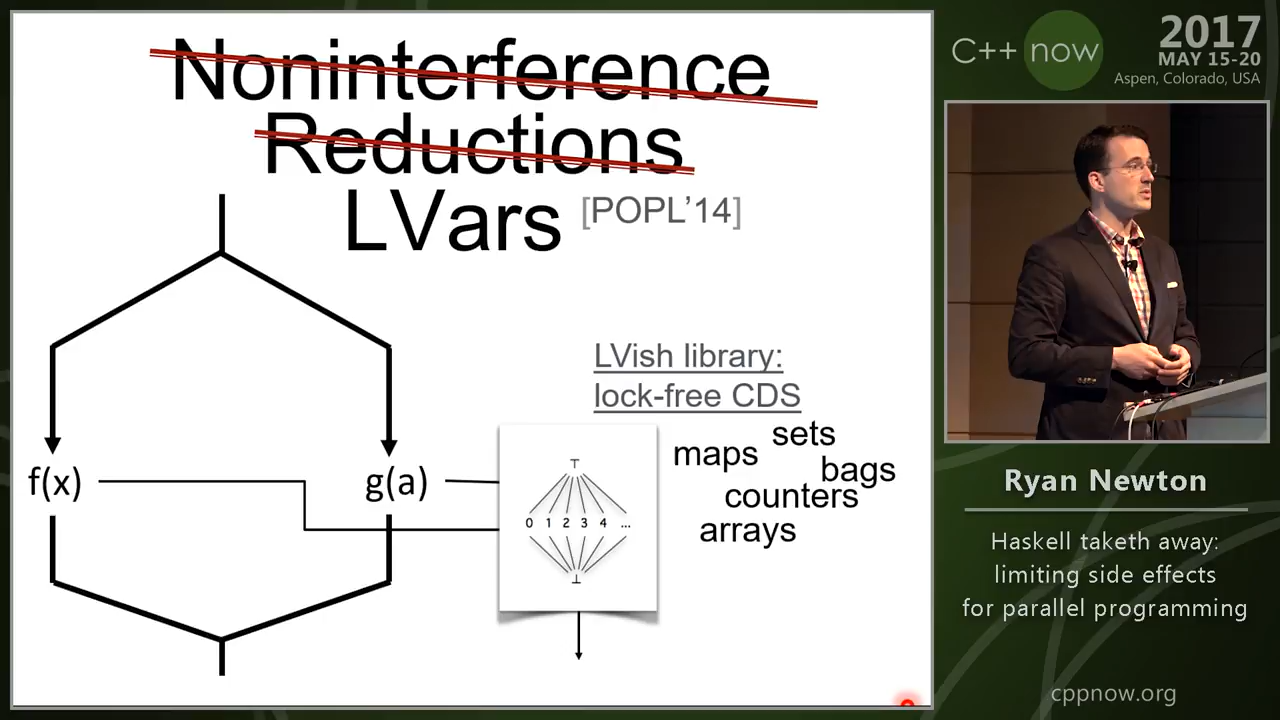 Noninterference
Reductions
LVars [POPL’14]
LVish library:
lock-free CDS
sets
maps
bags
counters
arrays
f(x)
g(a)
⊤
0 1 2 3 4 ...
⊥
C++ now
2017
MAY 15-20
Aspen, Colorado, USA
Ryan Newton
Haskell taketh away:
limiting side effects
for parallel programming
cppnow.org